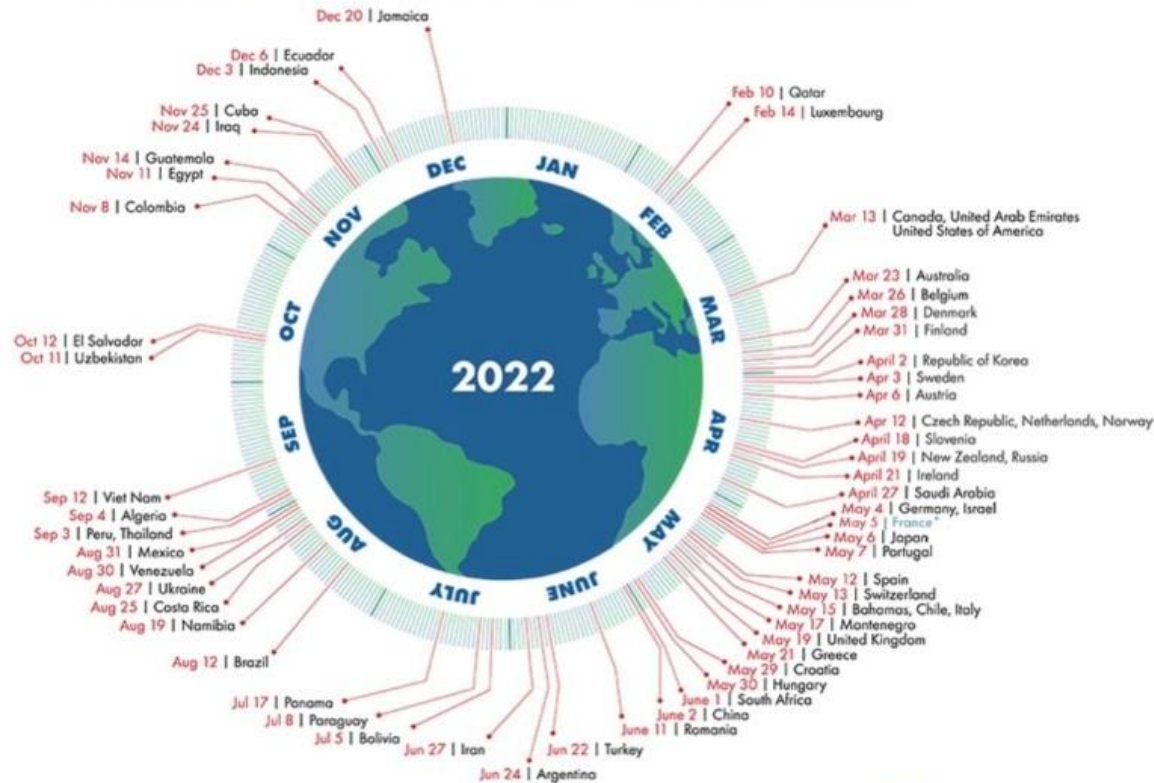 Dec 20 | Jamaica
Dec 6 | Ecuador
Dec 3 | Indonesia
Nov 25 | Cuba
Nov 24 | Iraq
Nov 14 | Guatemala
Nov 11 | Egypt
Nov 8 | Colombia
Oct 12 | El Salvador
Oct 11 | Uzbekistan
Sep 12 | Viet Nam
Sep 4 | Algeria
Sep 3 | Peru, Thailand
Aug 31 | Mexico
Aug 30 | Venezuela
Aug 27 | Ukraine
Aug 25 | Costa Rica
Aug 19 | Namibia
Aug 12 | Brazil
Jul 17 | Panama
Jul 8 | Paraguay
Jul 5 | Bolivia
Jun 27 | Iran
Jun 24 | Argentina
Jun 22 | Turkey
Feb 10 | Qatar
Feb 14 | Luxembourg
Mar 13 | Canada, United Arab Emirates
United States of America
Mar 23 | Australia
Mar 26 | Belgium
Mar 28 | Denmark
Mar 31 | Finland
April 2 | Republic of Korea
Apr 3 | Sweden
Apr 6 | Austria
Apr 12 | Czech Republic, Netherlands, Norway
April 18 | Slovenia
April 19 | New Zealand, Russia
April 21 | Ireland
April 27 | Saudi Arabia
May 4 | Germany, Israel
May 5 | France*
May 6 | Japan
May 7 | Portugal
May 12 | Spain
May 13 | Switzerland
May 15 | Bahamas, Chile, Italy
May 17 | Montenegro
May 19 | United Kingdom
May 21 | Greece
May 29 | Croatia
May 30 | Hungary
June 1 | South Africa
June 2 | China
June 11 | Romania
JAN
FEB
MAR
APR
MAY
JUNE
JULY
AUG
SEP
OCT
NOV
DEC
2022